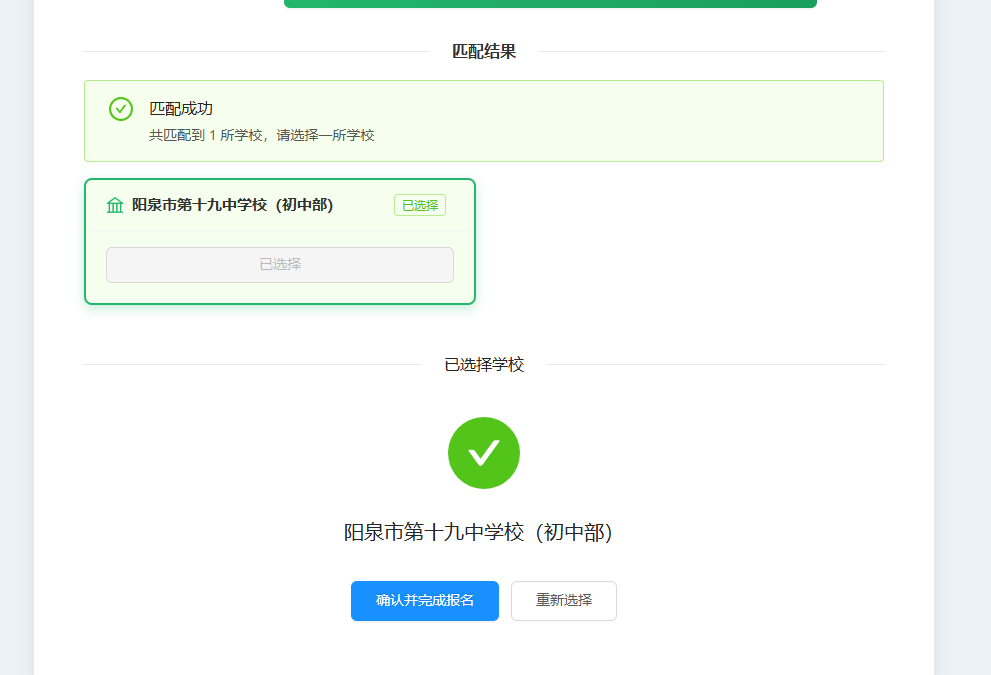 匹配结果
匹配成功
共匹配到 1 所学校，请选择一所学校
阳泉市第十九中学校（初中部） 已选择
已选择
已选择学校
阳泉市第十九中学校（初中部）
确认并完成报名 重新选择